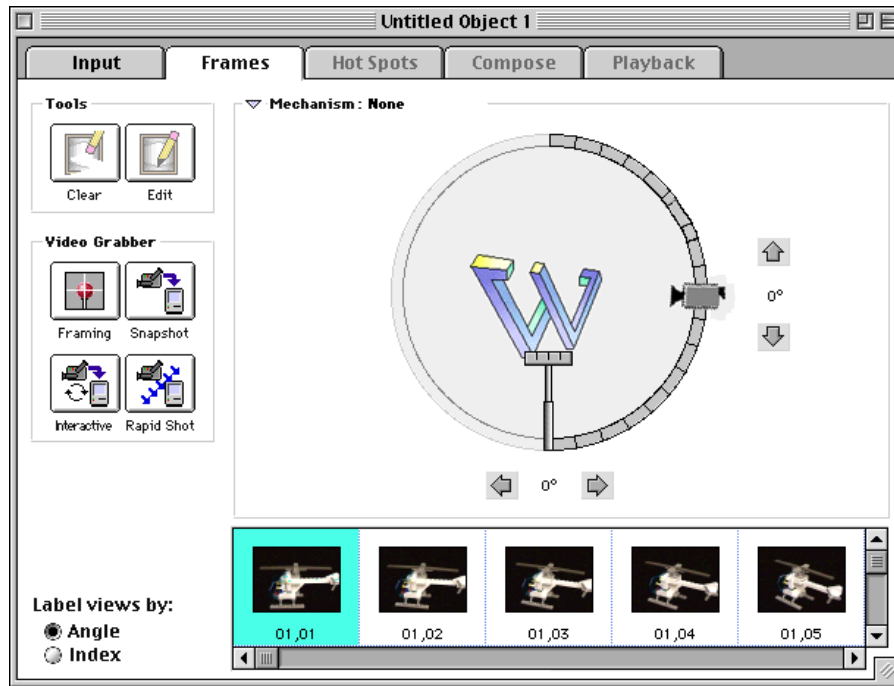 Untitled Object 1
Input
Frames
Hot Spots
Compose
Playback
Tools
Clear
Edit
Video Grabber
Framing
Snapshot
Interactive
Rapid Shot
Mechanism: None
0°
0°
Label views by:
Angle
Index
01,01
01,02
01,03
01,04
01,05